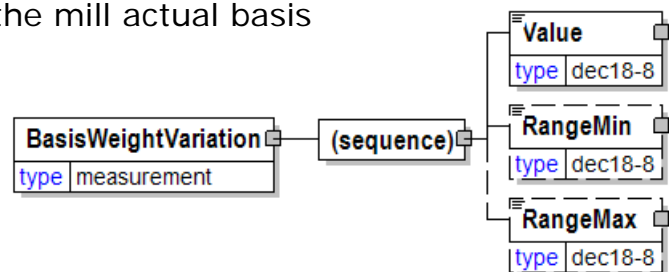 the mill actual basis
Value
type dec18-8
RangeMin
type dec18-8
BasisWeightVariation
type measurement
(sequence)
RangeMax
type dec18-8